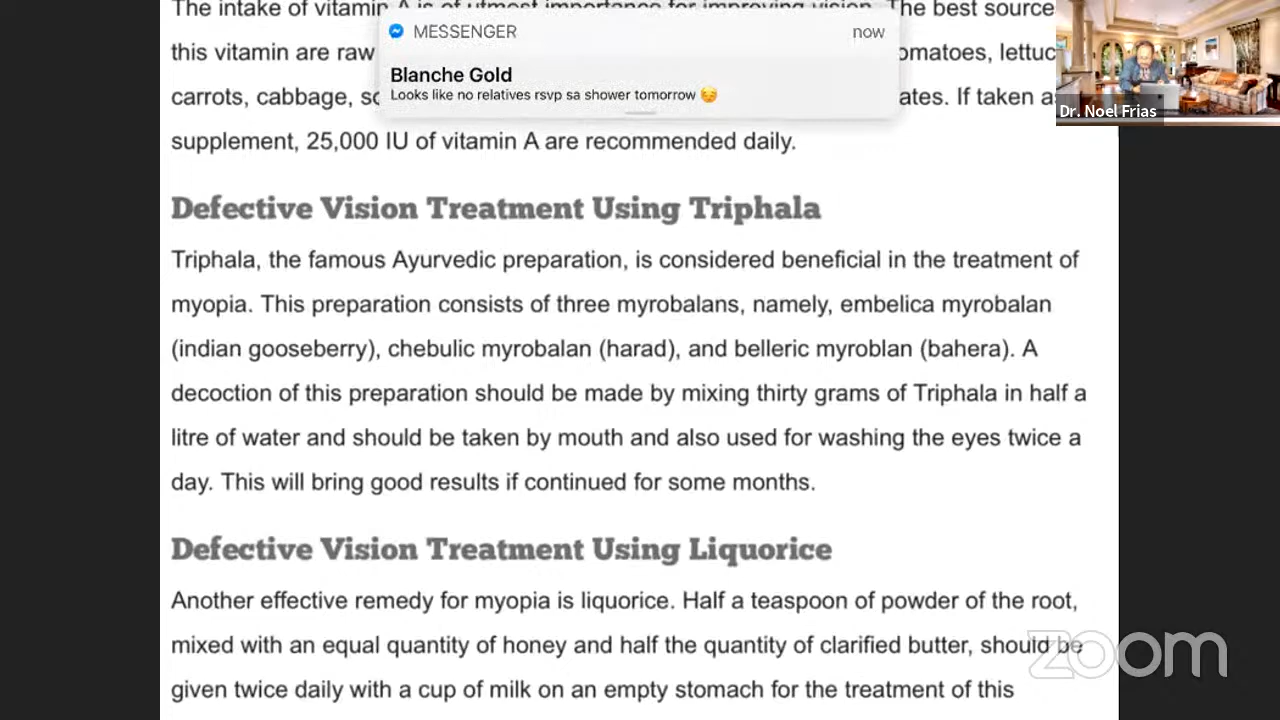 The intake of vitamin A is of utmost importance for improving vision. The best source
this vitamin are raw
omatoes, lettuc
carrots, cabbage, so
ates. If taken as
supplement, 25,000 IU of vitamin A are recommended daily.
MESSENGER
now
Blanche Gold
Looks like no relatives rsvp sa shower tomorrow 😔
Dr. Noel Frias
Defective Vision Treatment Using Triphala
Triphala, the famous Ayurvedic preparation, is considered beneficial in the treatment of
myopia. This preparation consists of three myrobalans, namely, embelica myrobalan
(indian gooseberry), chebulic myrobalan (harad), and belleric myroblan (bahera). A
decoction of this preparation should be made by mixing thirty grams of Triphala in half a
litre of water and should be taken by mouth and also used for washing the eyes twice a
day. This will bring good results if continued for some months.
Defective Vision Treatment Using Liquorice
Another effective remedy for myopia is liquorice. Half a teaspoon of powder of the root,
mixed with an equal quantity of honey and half the quantity of clarified butter, should be
given twice daily with a cup of milk on an empty stomach for the treatment of this
zoom